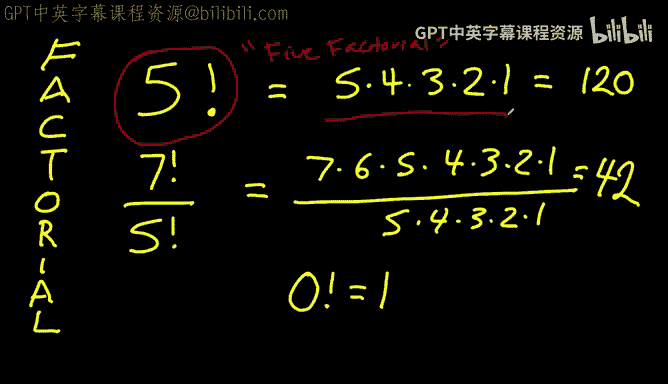 GPT中英字幕课程资源@bilibili.com
GPT中英字幕课程资源 bilibili
FACTORIAL
"Five Factorial"
5! = 5·4·3·2·1 = 120
7!/5! = 7·6·5·4·3·2·1/5·4·3·2·1 = 42
0! = 1